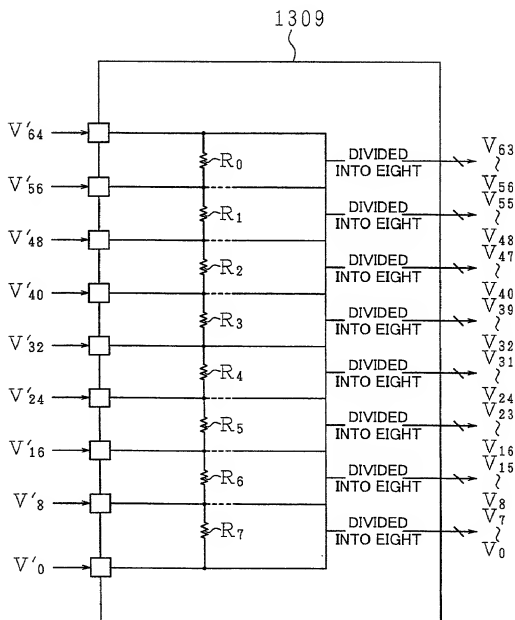 1309
V'64
V'56
V'48
V'40
V'32
V'24
V'16
V'8
V'0
R0
R1
R2
R3
R4
R5
R6
R7
DIVIDED
INTO EIGHT
V63
~
V56
DIVIDED
INTO EIGHT
V55
~
V48
DIVIDED
INTO EIGHT
V47
~
V40
DIVIDED
INTO EIGHT
V39
~
V32
DIVIDED
INTO EIGHT
V31
~
V24
DIVIDED
INTO EIGHT
V23
~
V16
DIVIDED
INTO EIGHT
V15
~
V8
DIVIDED
INTO EIGHT
V7
~
V0